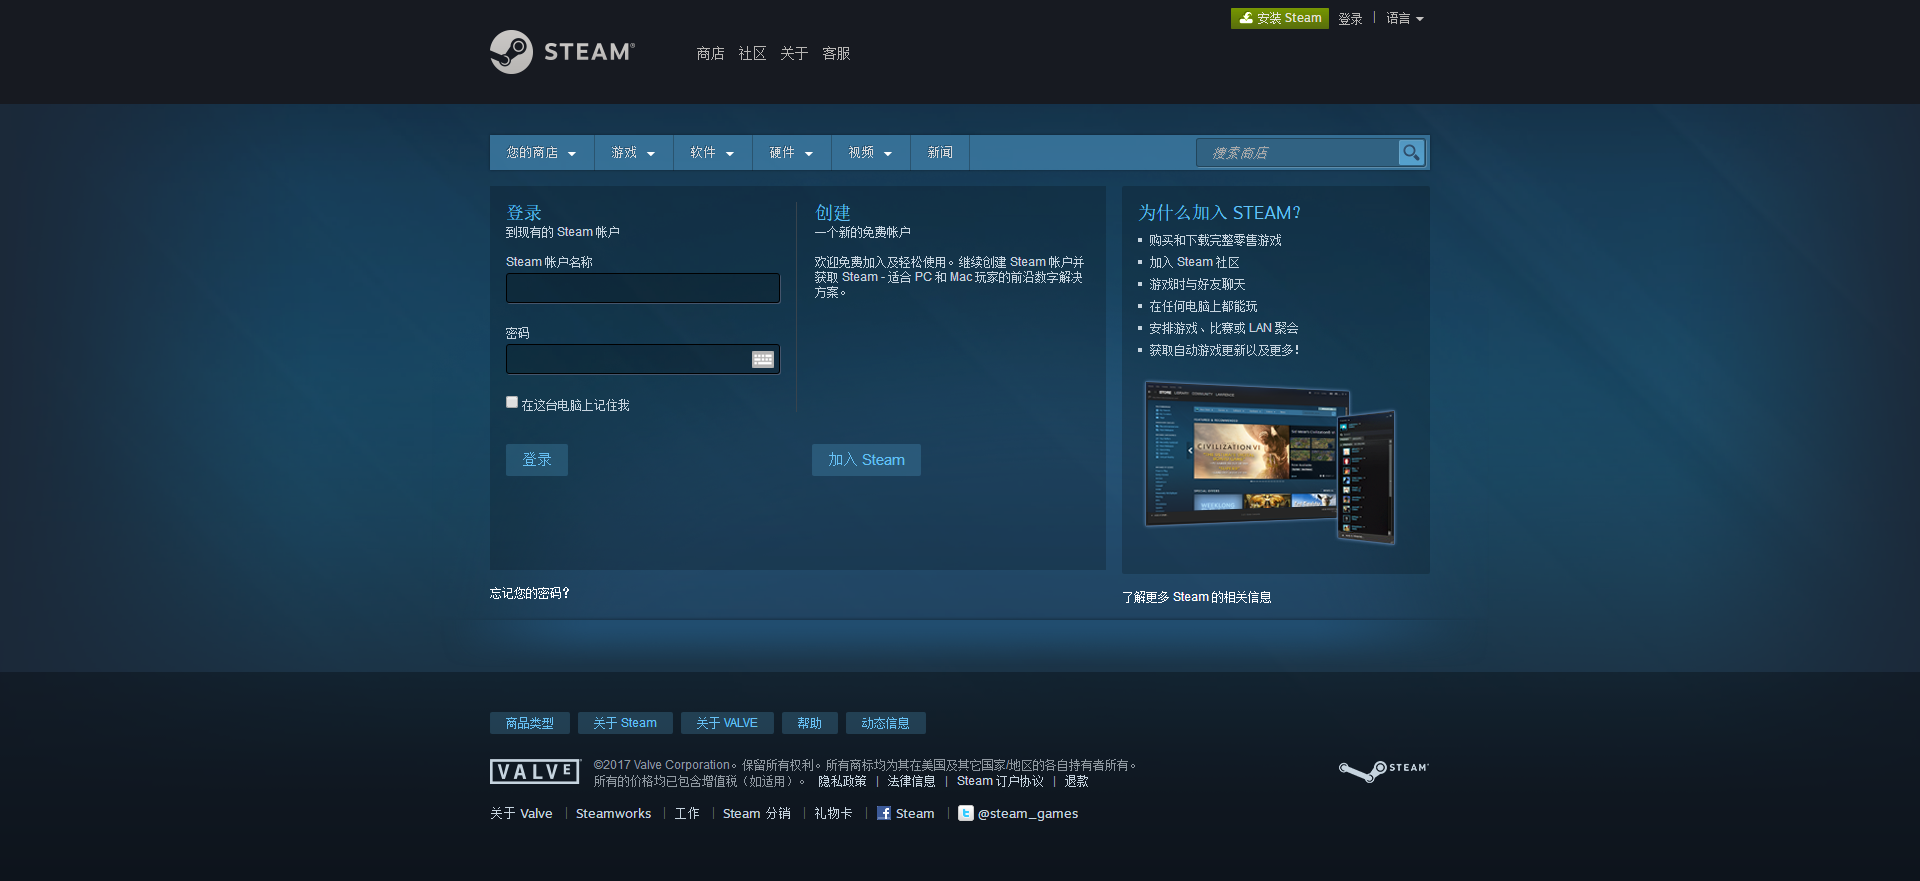 安装 Steam
登录
语言
STEAM®
商店 社区 关于 客服
您的商店 游戏 软件 硬件 视频 新闻
搜索商店
登录
到现有的 Steam 帐户
Steam 帐户名称
密码
在这台电脑上记住我
登录
创建
一个新的免费帐户
欢迎免费加入及轻松使用。继续创建 Steam 帐户并
获取 Steam - 适合 PC 和 Mac 玩家的前沿数字解决
方案。
加入 Steam
为什么加入 STEAM？
购买和下载完整零售游戏
加入 Steam 社区
游戏时与好友聊天
在任何电脑上都能玩
安排游戏、比赛或 LAN 聚会
获取自动游戏更新以及更多！
STORE LIBRARY COMMUNITY
CIVILIZATION VI
忘记您的密码？
了解更多 Steam 的相关信息
商品类型 关于 Steam 关于 VALVE 帮助 动态信息
VALVE
©2017 Valve Corporation。保留所有权利。所有商标均为其在美国及其它国家/地区的各自持有者所有。
所有的价格均已包含增值税（如适用）。 隐私政策 | 法律信息 | Steam 订户协议 | 退款
STEAM
关于 Valve | Steamworks | 工作 | Steam 分销 | 礼物卡 | Steam | @steam_games